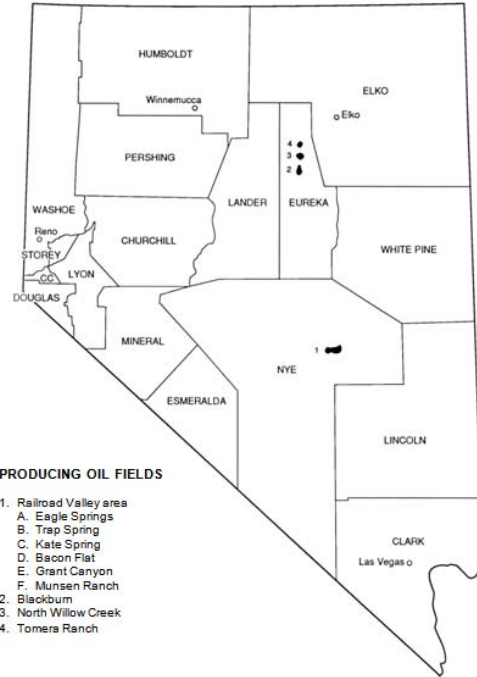 HUMBOLDT
ELKO
Winnemucca
Elko
4
3
2
PERSHING
LANDER
EUREKA
WASHOE
Reno
STOREY
CHURCHILL
WHITE PINE
CC
LYON
DOUGLAS
MINERAL
1
NYE
ESMERALDA
LINCOLN
CLARK
Las Vegas
PRODUCING OIL FIELDS
1. Railroad Valley area
A. Eagle Springs
B. Trap Spring
C. Kate Spring
D. Bacon Flat
E. Grant Canyon
F. Munsen Ranch
2. Blackburn
3. North Willow Creek
4. Tomera Ranch